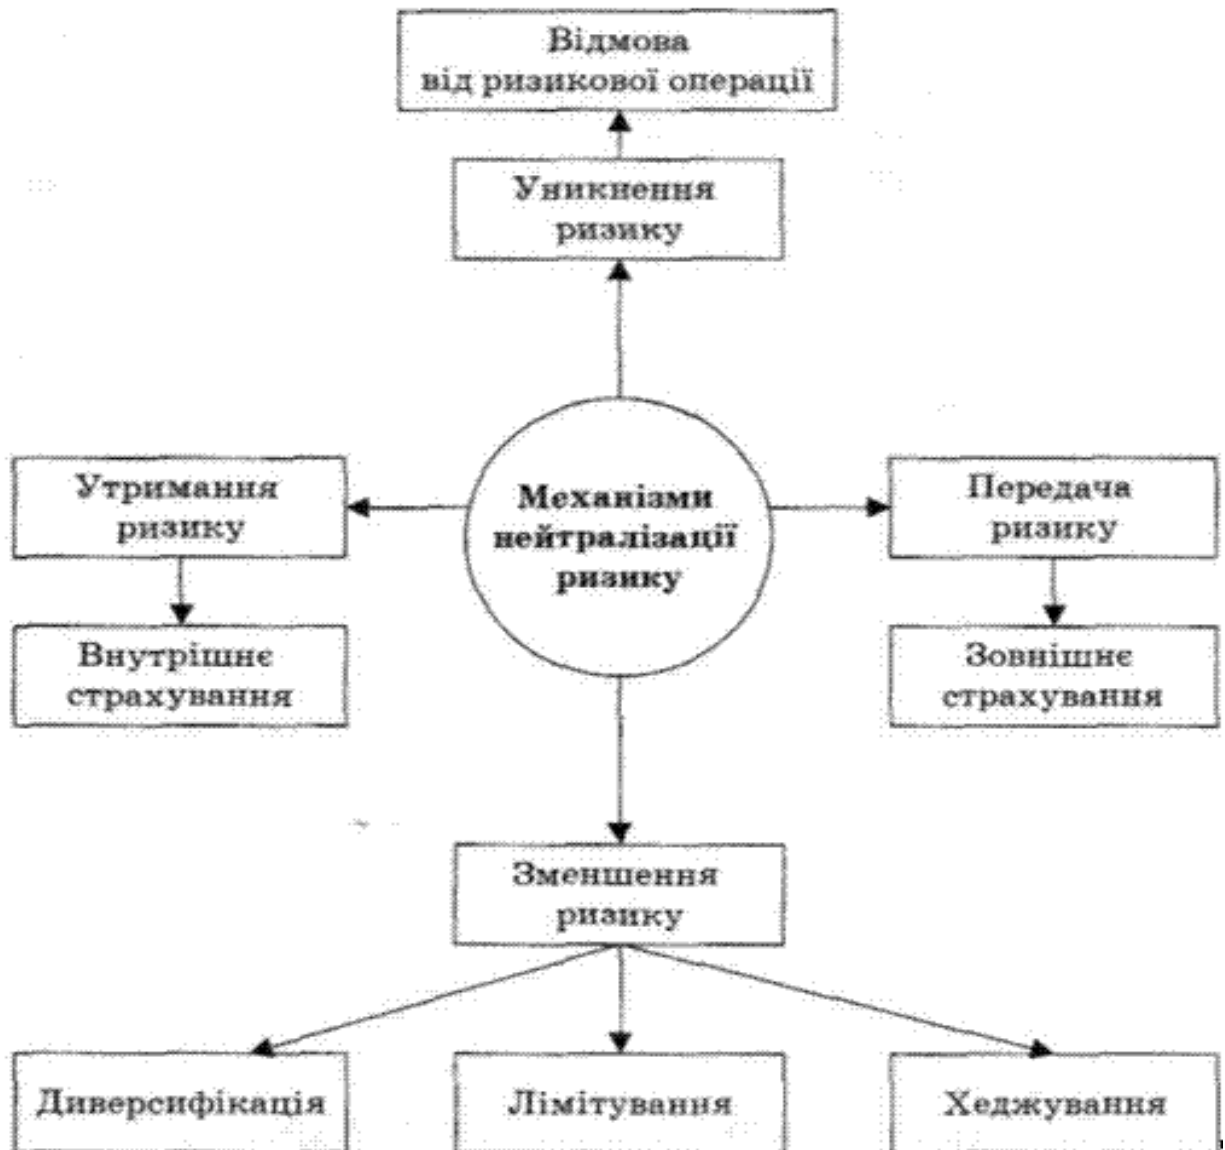 Відмова
від ризикової операції
Уникнення
ризику
Утримання
ризику
Механізми
нейтралізації
ризику
Передача
ризику
Внутрішнє
страхування
Зовнішнє
страхування
Зменшення
ризику
Диверсифікація
Лімітування
Хеджування